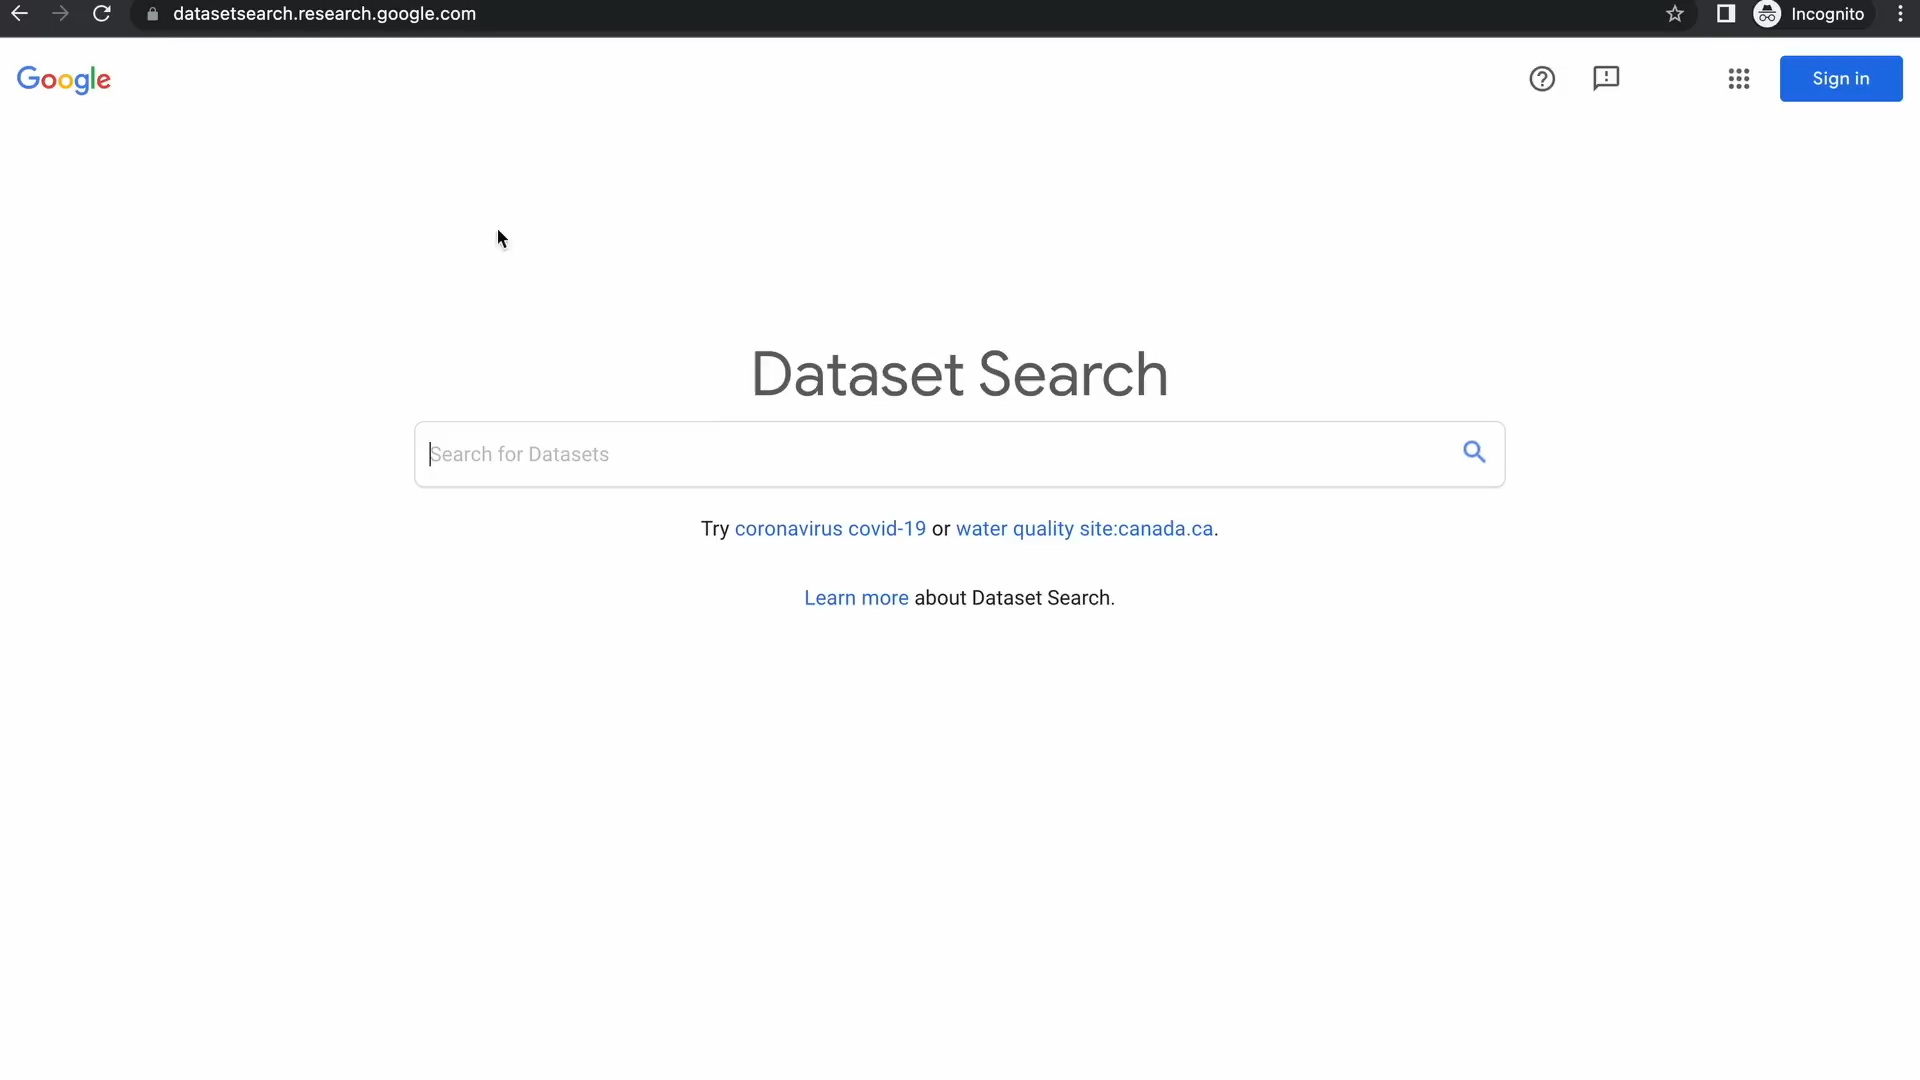 datasetsearch.research.google.com
Incognito
Google
Sign in
Dataset Search
Search for Datasets
Try coronavirus covid-19 or water quality site:canada.ca.
Learn more about Dataset Search.